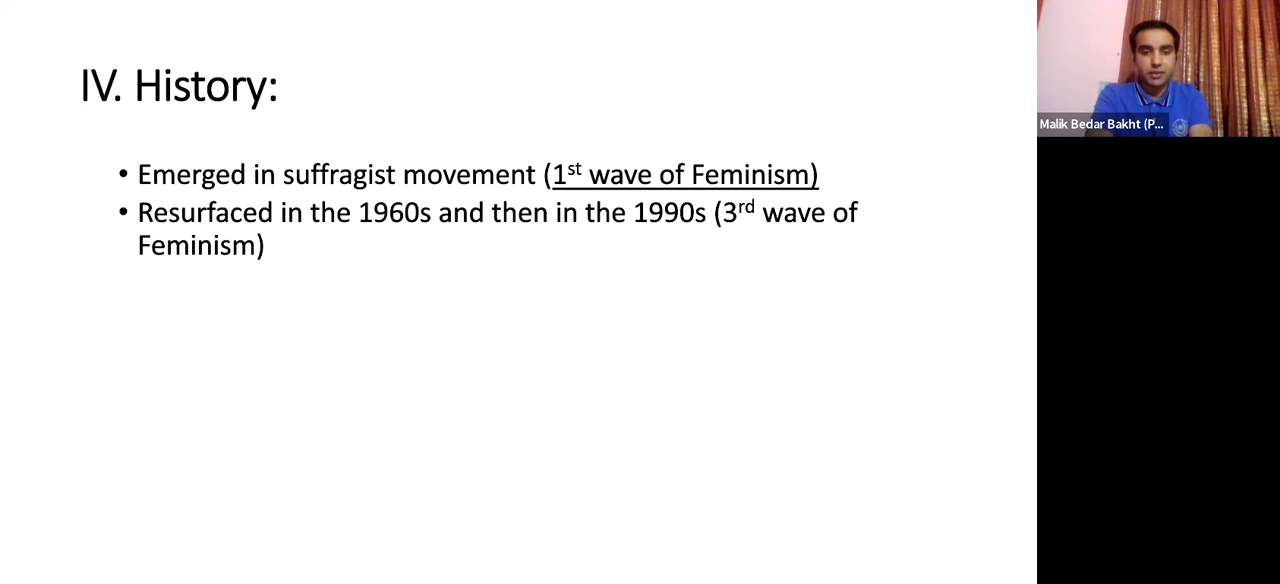 IV. History:
• Emerged in suffragist movement (1st wave of Feminism)
• Resurfaced in the 1960s and then in the 1990s (3rd wave of
Feminism)
Malik Bedar Bakht (P...